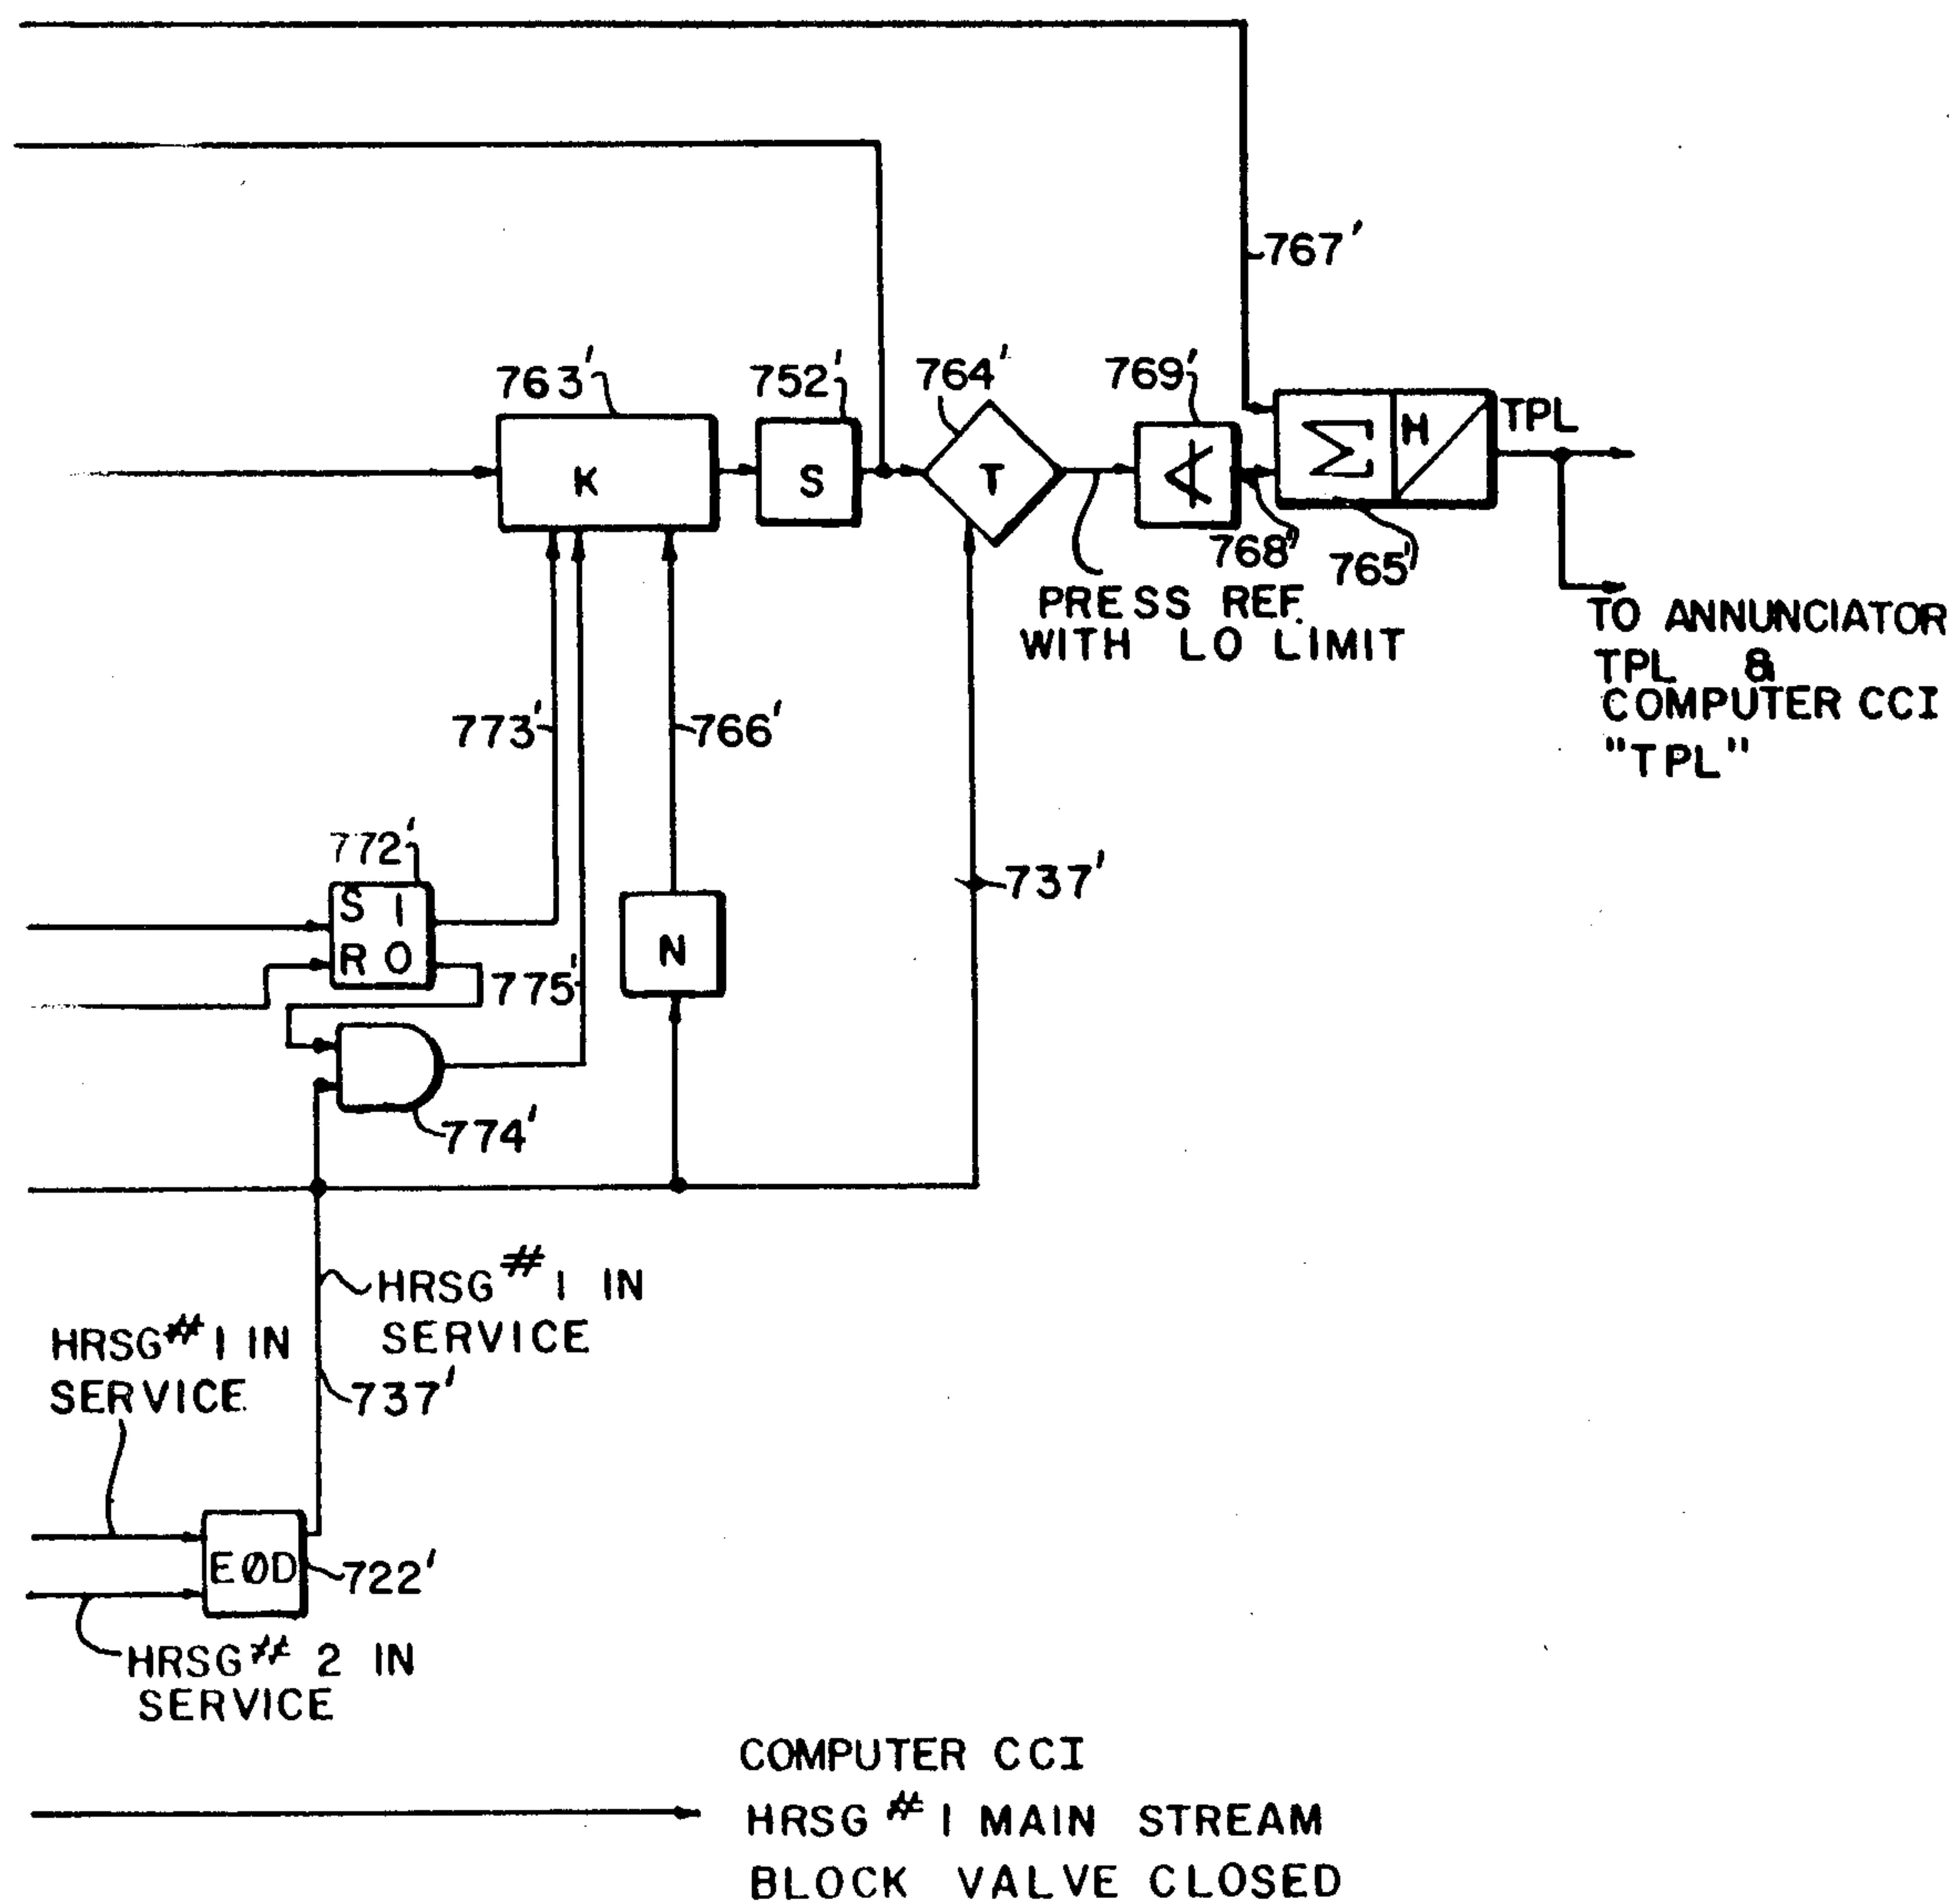 767'
763'
752'
764'
769'
K
S
T
∢
Σ
H
TPL
768'
765'
PRESS REF.
WITH LO LIMIT
TO ANNUNCIATOR
TPL &
COMPUTER CCI
"TPL"
773'
766'
772'
S 1
R 0
737'
775'
N
774'
HRSG #1 IN
SERVICE
HRSG #1 IN
SERVICE
737'
EØD
722'
HRSG # 2 IN
SERVICE
COMPUTER CCI
HRSG #1 MAIN STREAM
BLOCK VALVE CLOSED